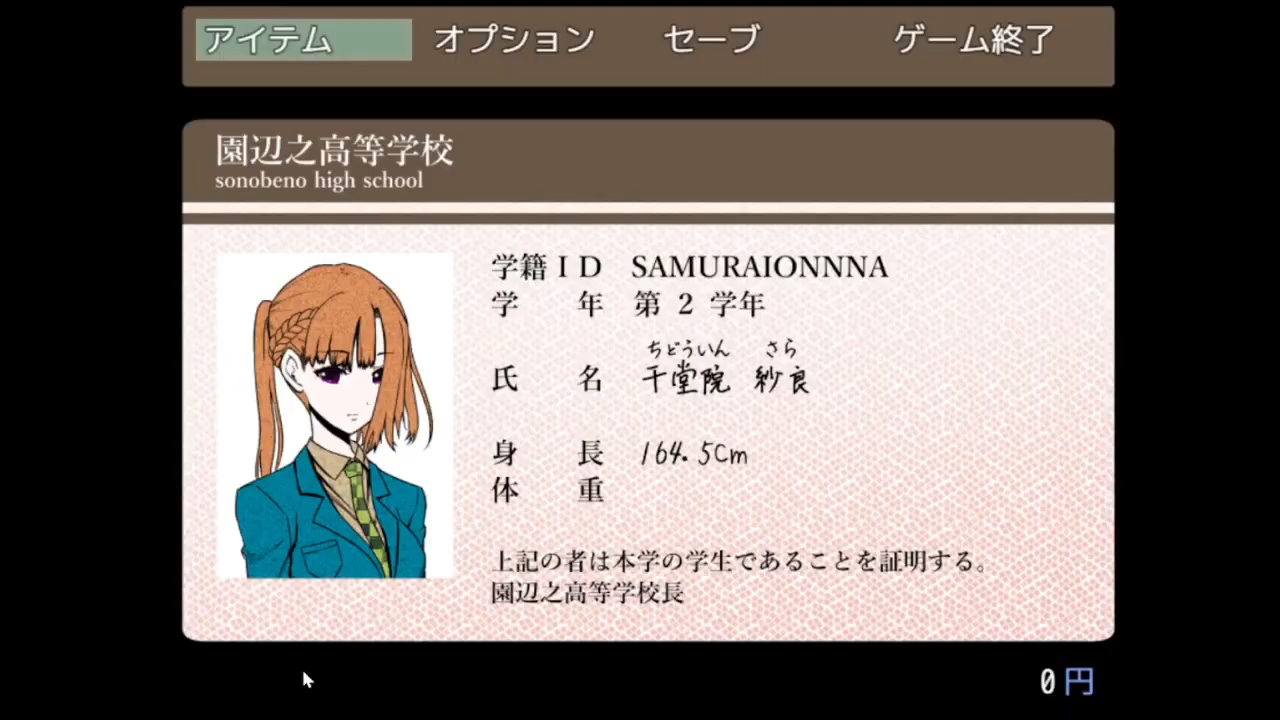 アイテム オプション セーブ ゲーム終了
園辺之高等学校
sonobeno high school
学籍ＩＤ SAMURAIONNNA
学年 第２学年
ちどういん さら
氏名 千堂院 紗良
身長 164.5Cm
体重
上記の者は本学の学生であることを証明する。
園辺之高等学校長
0円